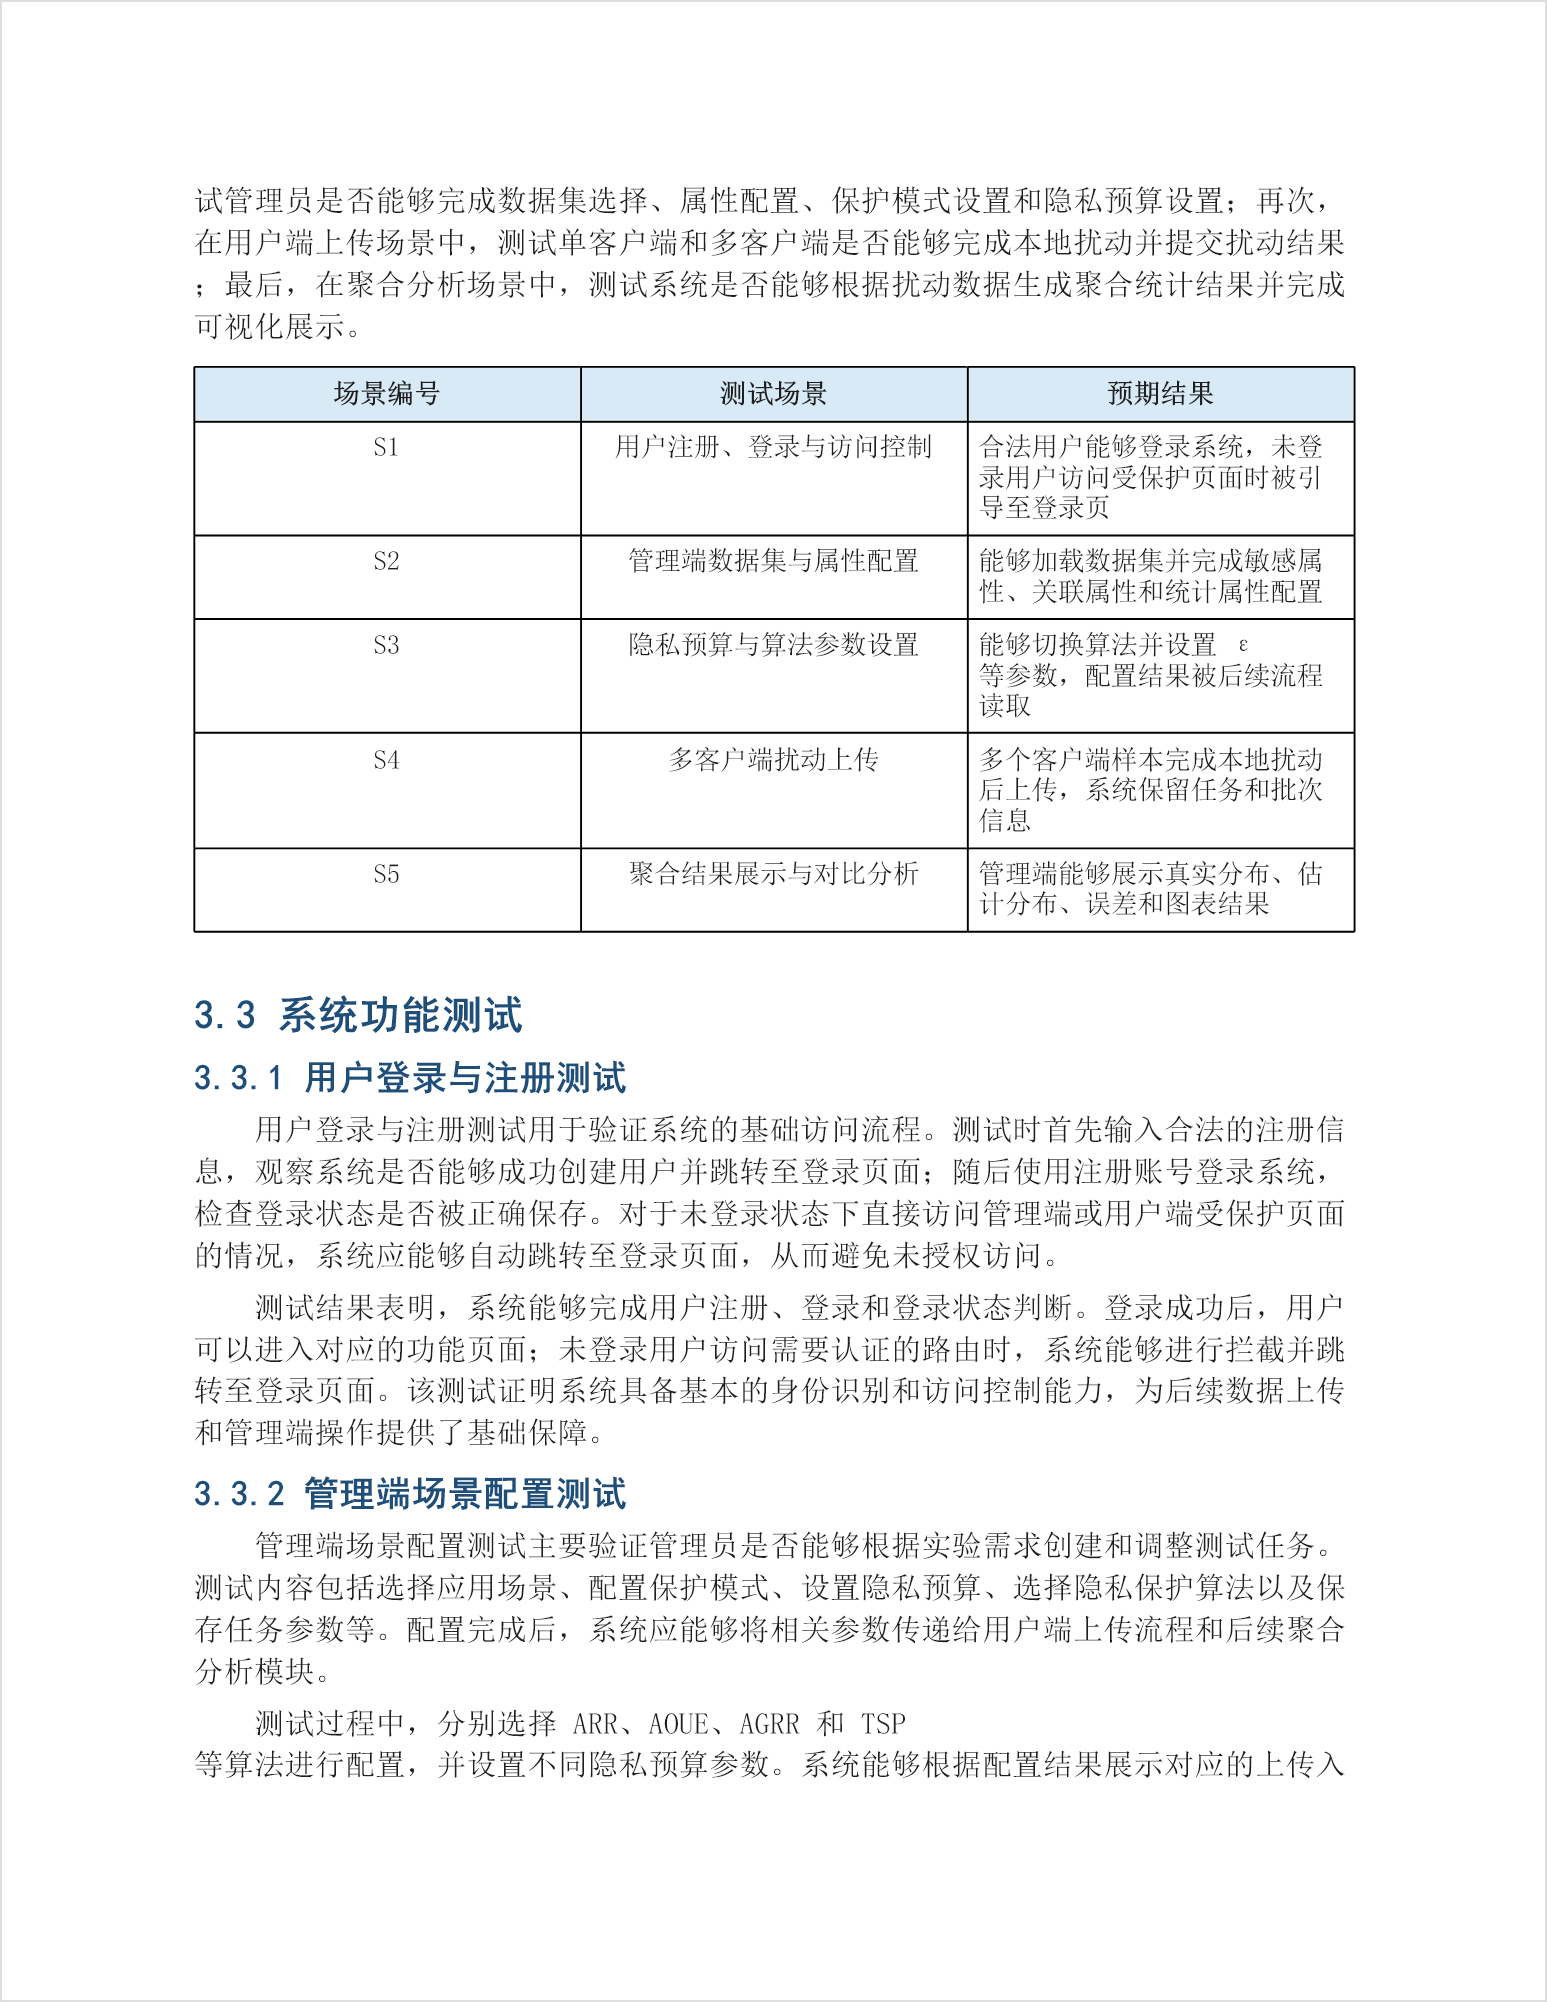 试管理员是否能够完成数据集选择、属性配置、保护模式设置和隐私预算设置；再次，
在用户端上传场景中，测试单客户端和多客户端是否能够完成本地扰动并提交扰动结果
；最后，在聚合分析场景中，测试系统是否能够根据扰动数据生成聚合统计结果并完成
可视化展示。
场景编号 测试场景 预期结果
S1 用户注册、登录与访问控制 合法用户能够登录系统，未登
录用户访问受保护页面时被引
导至登录页
S2 管理端数据集与属性配置 能够加载数据集并完成敏感属
性、关联属性和统计属性配置
S3 隐私预算与算法参数设置 能够切换算法并设置 ε
等参数，配置结果被后续流程
读取
S4 多客户端扰动上传 多个客户端样本完成本地扰动
后上传，系统保留任务和批次
信息
S5 聚合结果展示与对比分析 管理端能够展示真实分布、估
计分布、误差和图表结果
3.3 系统功能测试
3.3.1 用户登录与注册测试
用户登录与注册测试用于验证系统的基础访问流程。测试时首先输入合法的注册信
息，观察系统是否能够成功创建用户并跳转至登录页面；随后使用注册账号登录系统，
检查登录状态是否被正确保存。对于未登录状态下直接访问管理端或用户端受保护页面
的情况，系统应能够自动跳转至登录页面，从而避免未授权访问。
测试结果表明，系统能够完成用户注册、登录和登录状态判断。登录成功后，用户
可以进入对应的功能页面；未登录用户访问需要认证的路由时，系统能够进行拦截并跳
转至登录页面。该测试证明系统具备基本的身份识别和访问控制能力，为后续数据上传
和管理端操作提供了基础保障。
3.3.2 管理端场景配置测试
管理端场景配置测试主要验证管理员是否能够根据实验需求创建和调整测试任务。
测试内容包括选择应用场景、配置保护模式、设置隐私预算、选择隐私保护算法以及保
存任务参数等。配置完成后，系统应能够将相关参数传递给用户端上传流程和后续聚合
分析模块。
测试过程中，分别选择 ARR、AOUE、AGRR 和 TSP
等算法进行配置，并设置不同隐私预算参数。系统能够根据配置结果展示对应的上传入